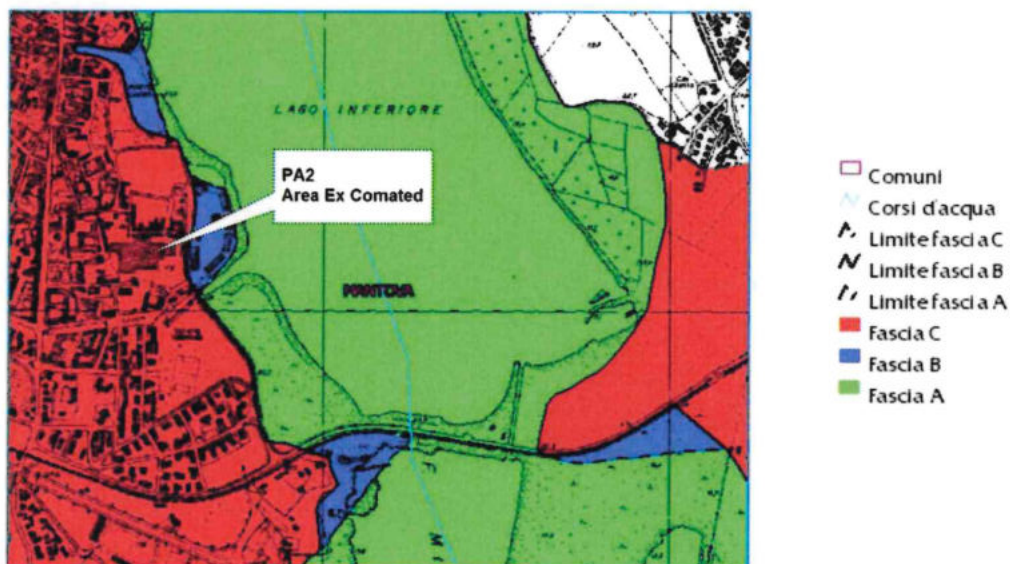 LAGO INFERIORE
PA2
Area Ex Comated
MANTOVA
Comuni
Corsi d'acqua
Limite fascia C
Limite fascia B
Limite fascia A
Fascia C
Fascia B
Fascia A